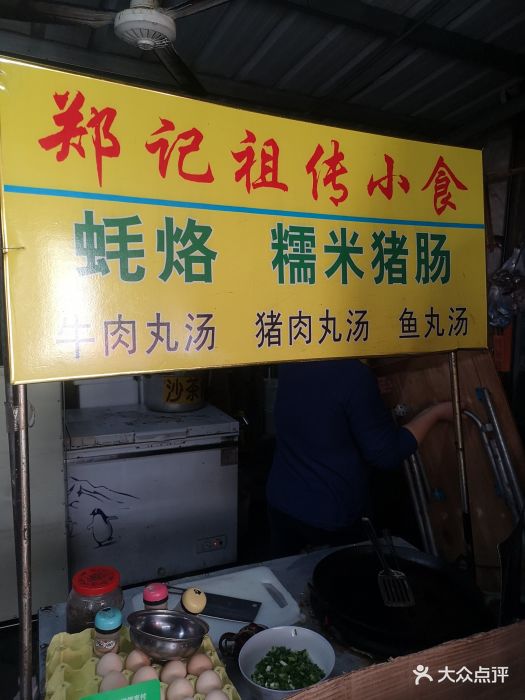 郑记祖传小食
蚝烙 糯米猪肠
牛肉丸汤 猪肉丸汤 鱼丸汤
沙茶
大众点评